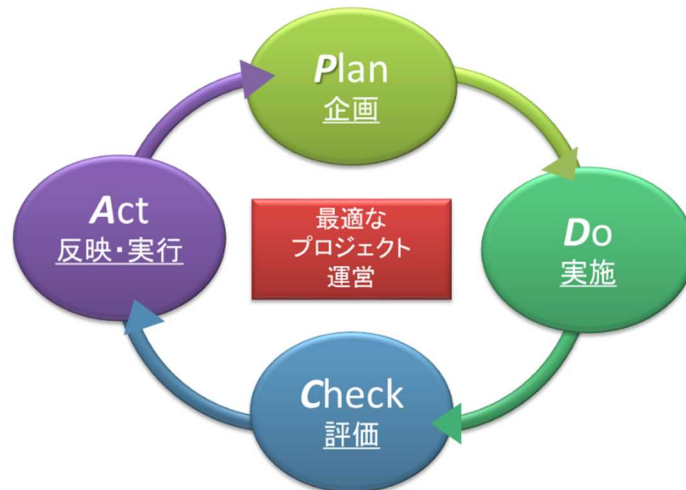 Plan
企画
Do
実施
Check
評価
Act
反映・実行
最適な
プロジェクト
運営